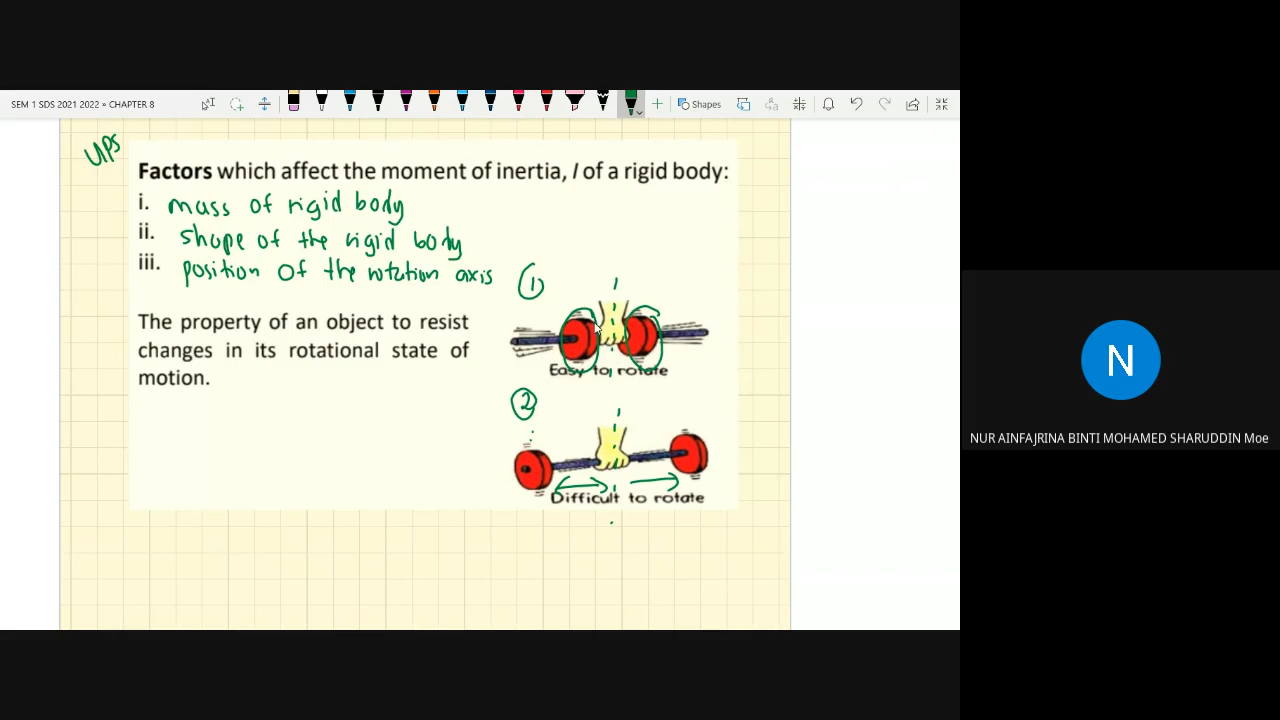 SEM 1 SDS 2021 2022 » CHAPTER 8
Shapes
UPS
Factors which affect the moment of inertia, I of a rigid body:
i. mass of rigid body
ii. shape of the rigid body
iii. position of the rotation axis
The property of an object to resist
changes in its rotational state of
motion.
1
Easy to rotate
2
Difficult to rotate
N
NUR AINFAJRINA BINTI MOHAMED SHARUDDIN Moe